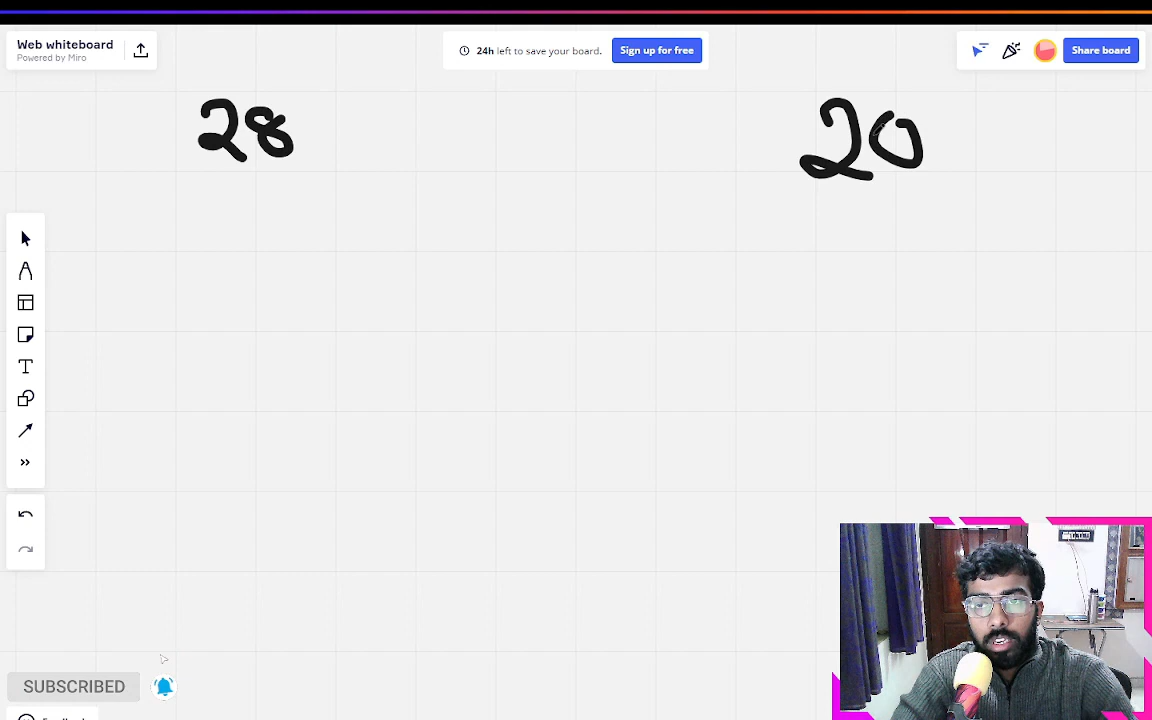 Web whiteboard
Powered by Miro
24h left to save your board.
Sign up for free
Share board
28
20
T
SUBSCRIBED